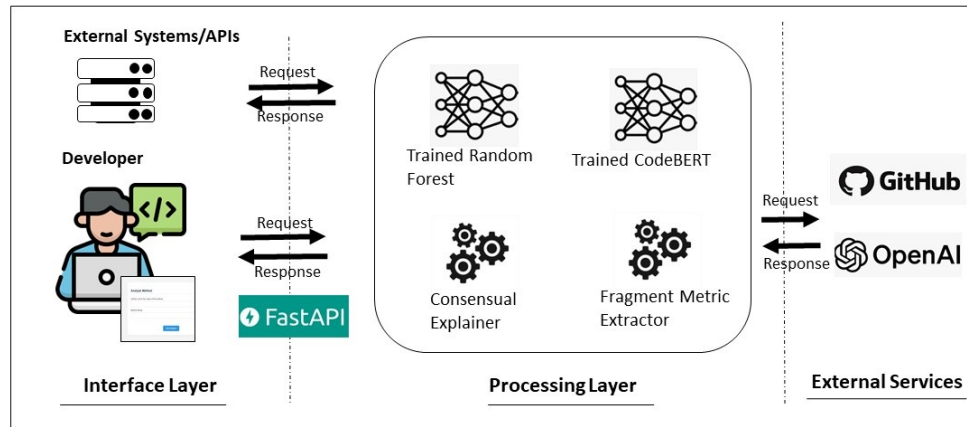 External Systems/APIs
Request
Response
Developer
Request
Response
FastAPI
Interface Layer
Trained Random
Forest
Trained CodeBERT
Consensual
Explainer
Fragment Metric
Extractor
Processing Layer
Request
Response
GitHub
OpenAI
External Services